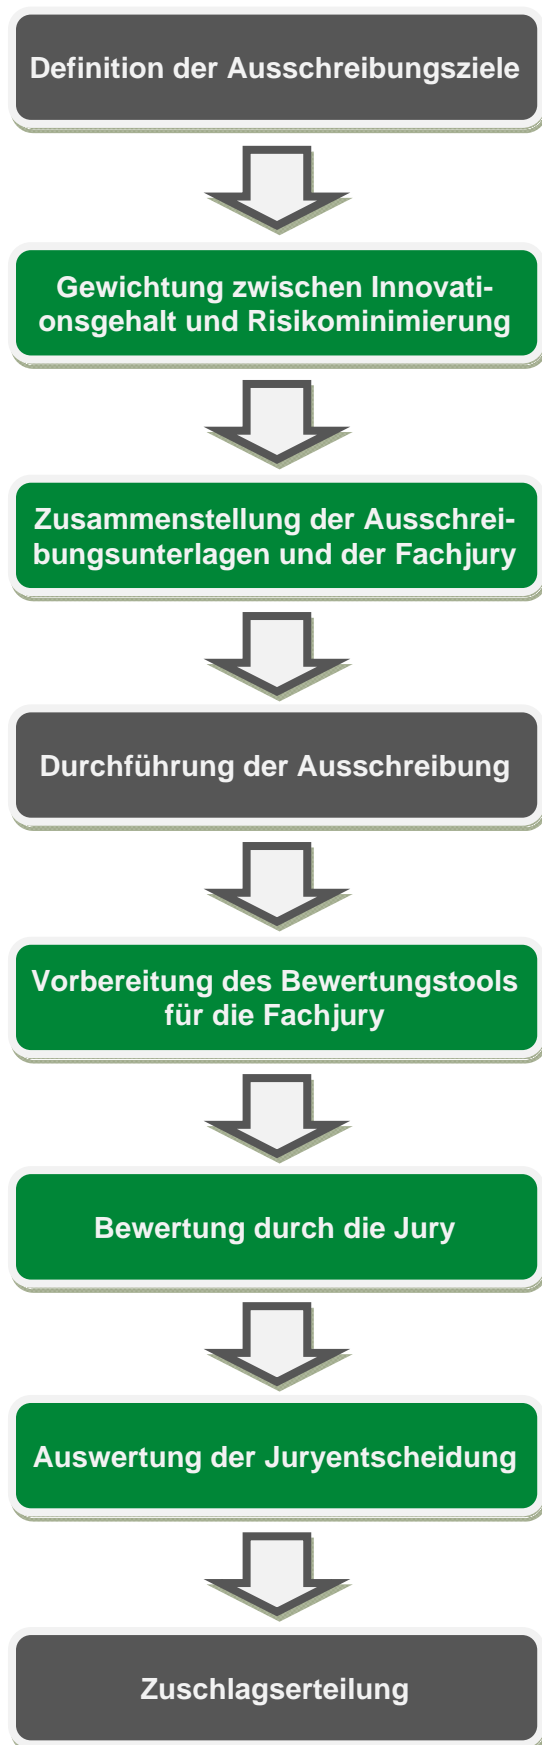 Definition der Ausschreibungsziele
Gewichtung zwischen Innovati-
onsgehalt und Risikominimierung
Zusammenstellung der Ausschrei-
bungsunterlagen und der Fachjury
Durchführung der Ausschreibung
Vorbereitung des Bewertungstools
für die Fachjury
Bewertung durch die Jury
Auswertung der Juryentscheidung
Zuschlagserteilung